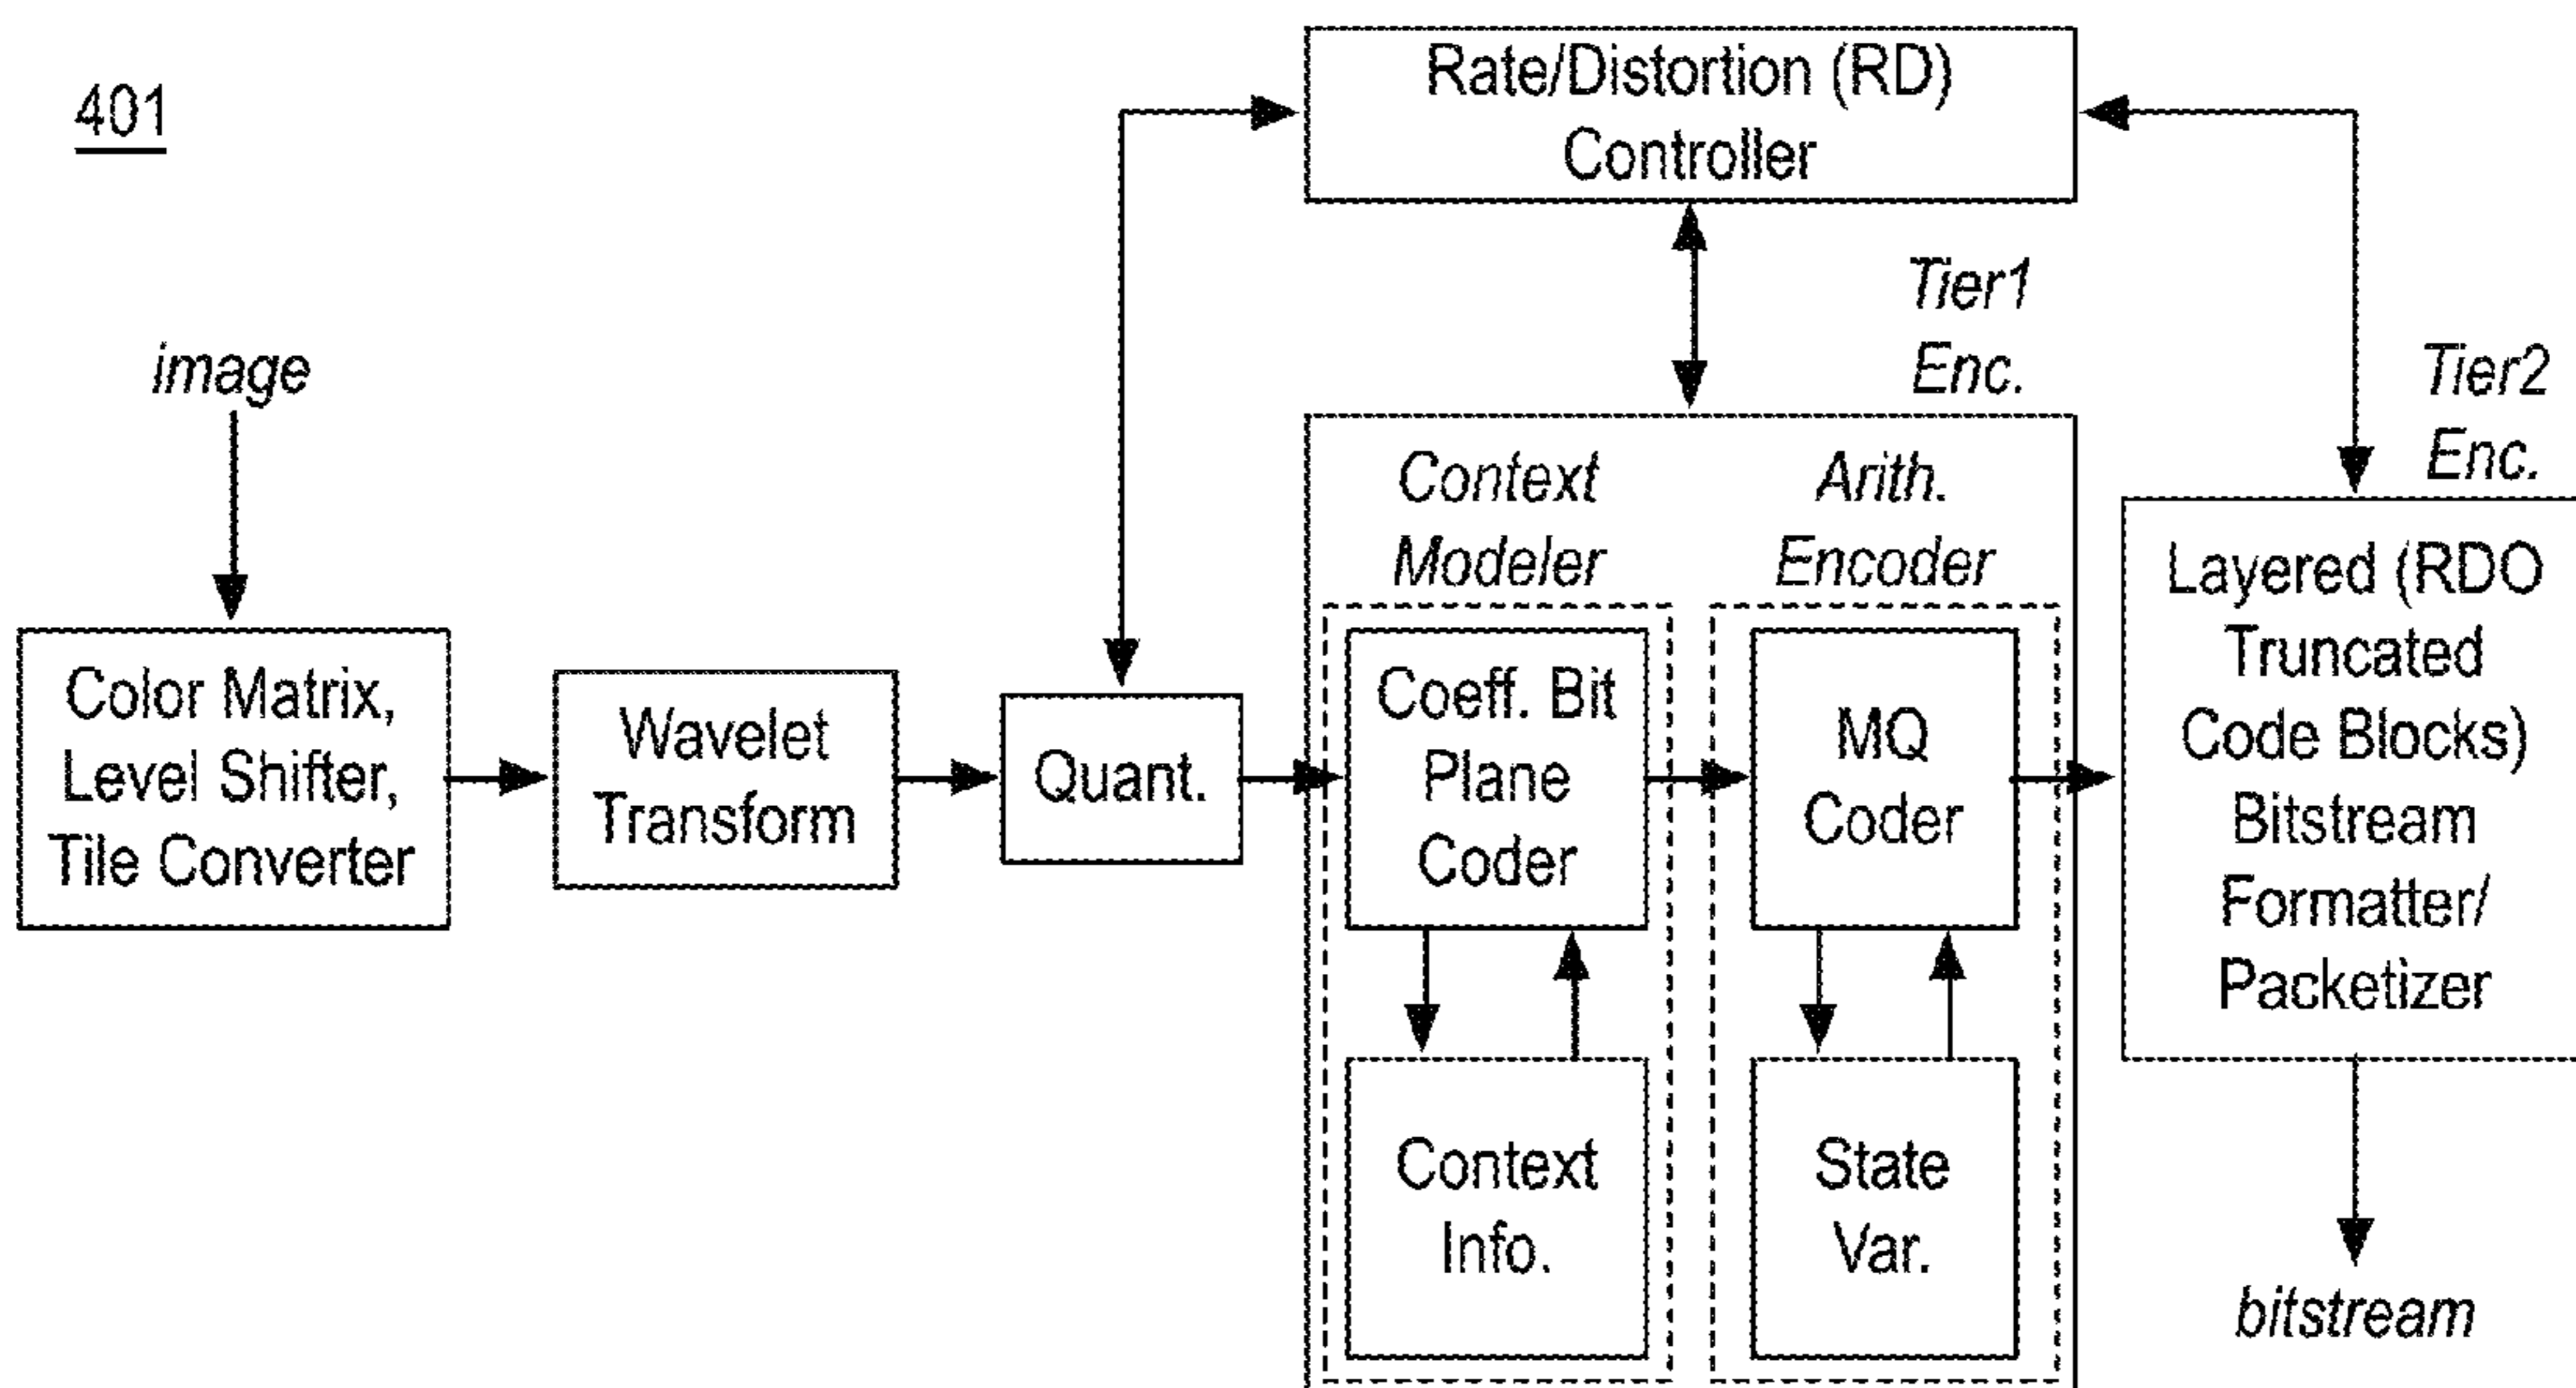 401
Rate/Distortion (RD)
Controller
Tier1
Enc.
Tier2
Enc.
image
Color Matrix,
Level Shifter,
Tile Converter
Wavelet
Transform
Quant.
Context
Modeler
Arith.
Encoder
Coeff. Bit
Plane
Coder
MQ
Coder
Context
Info.
State
Var.
Layered (RDO
Truncated
Code Blocks)
Bitstream
Formatter/
Packetizer
bitstream